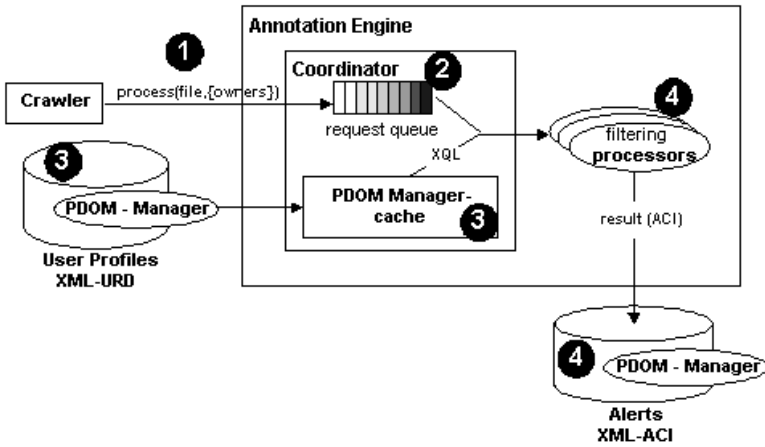 Annotation Engine
1
Coordinator
2
Crawler
process(file,{owners})
request queue
4
filtering
processors
XQL
3
PDOM - Manager
PDOM Manager-
cache
3
result (ACI)
User Profiles
XML-URD
4
PDOM - Manager
Alerts
XML-ACI